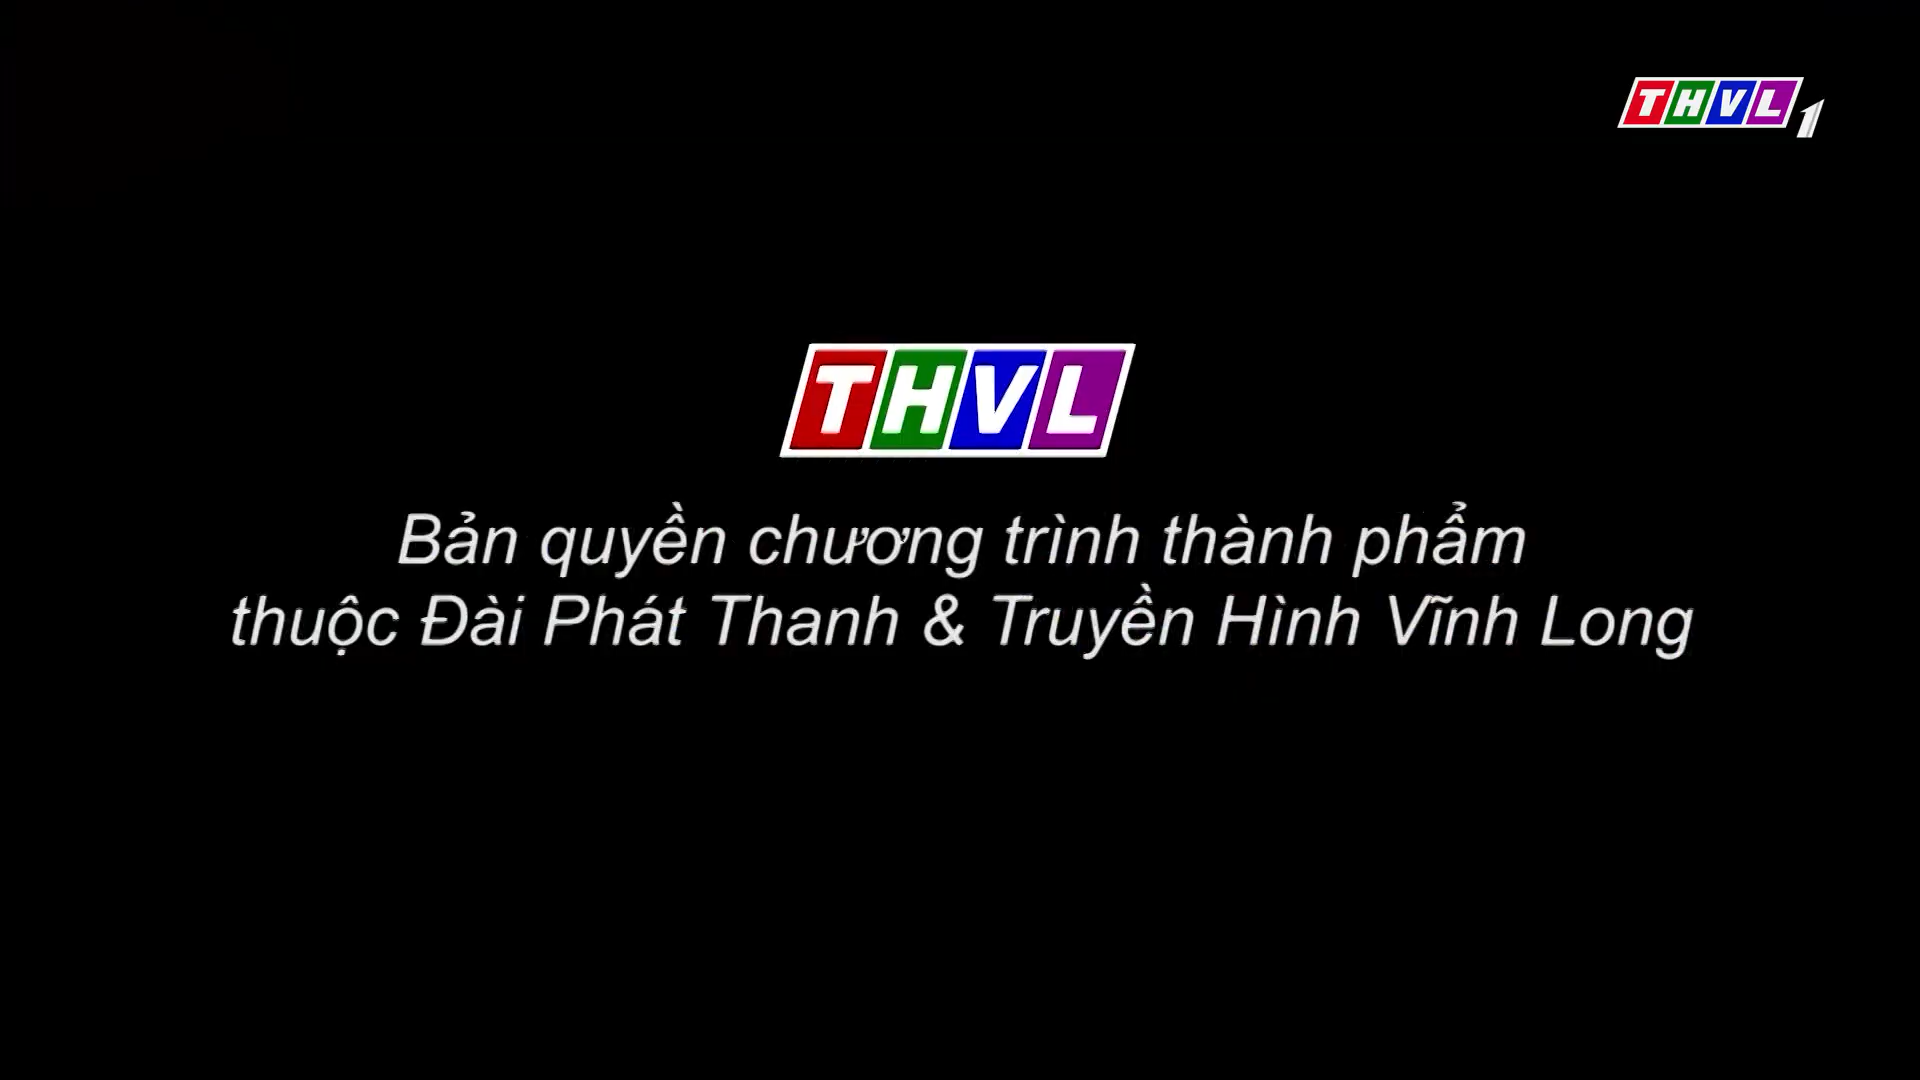 THVL1
THVL
Bản quyền chương trình thành phẩm
thuộc Đài Phát Thanh & Truyền Hình Vĩnh Long